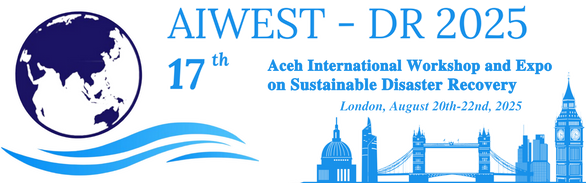 AIWEST - DR 2025
17th
Aceh International Workshop and Expo
on Sustainable Disaster Recovery
London, August 20th-22nd, 2025